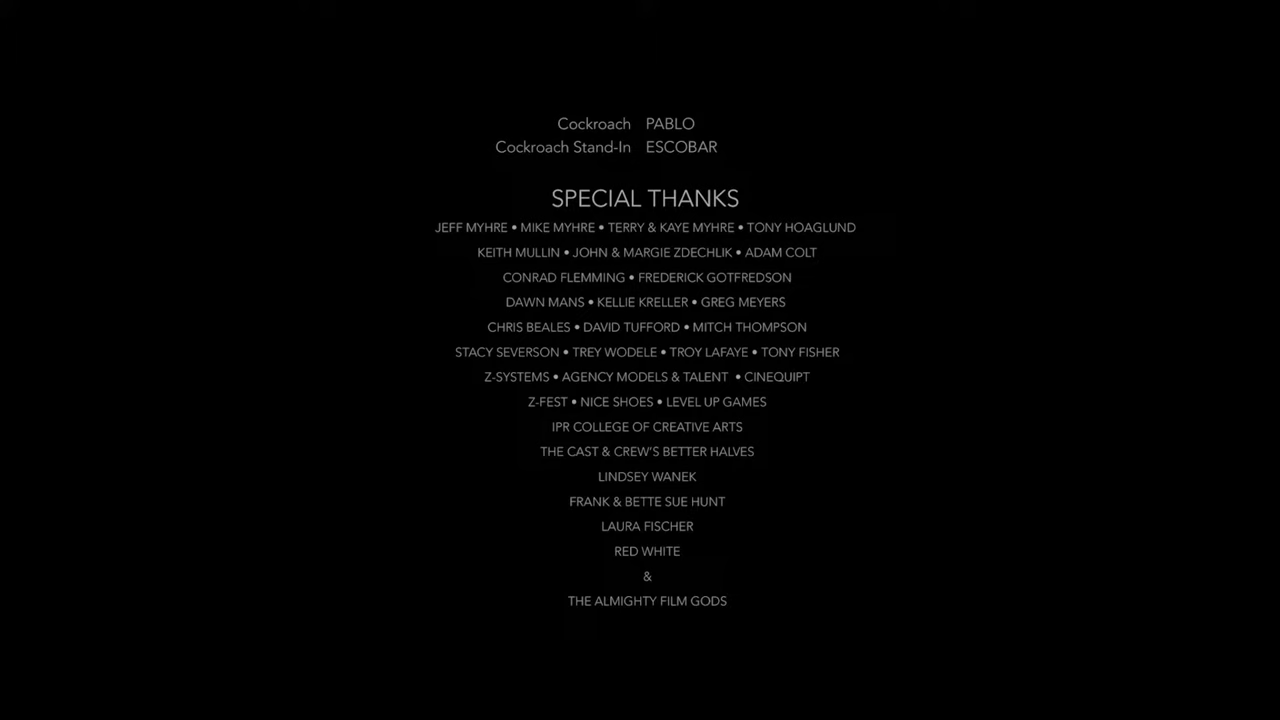 Cockroach PABLO
Cockroach Stand-In ESCOBAR
SPECIAL THANKS
JEFF MYHRE • MIKE MYHRE • TERRY & KAYE MYHRE • TONY HOAGLUND
KEITH MULLIN • JOHN & MARGIE ZDECHLIK • ADAM COLT
CONRAD FLEMMING • FREDERICK GOTFREDSON
DAWN MANS • KELLIE KRELLER • GREG MEYERS
CHRIS BEALES • DAVID TUFFORD • MITCH THOMPSON
STACY SEVERSON • TREY WODELE • TROY LAFAYE • TONY FISHER
Z-SYSTEMS • AGENCY MODELS & TALENT • CINEQUIPT
Z-FEST • NICE SHOES • LEVEL UP GAMES
IPR COLLEGE OF CREATIVE ARTS
THE CAST & CREW'S BETTER HALVES
LINDSEY WANEK
FRANK & BETTE SUE HUNT
LAURA FISCHER
RED WHITE
&
THE ALMIGHTY FILM GODS